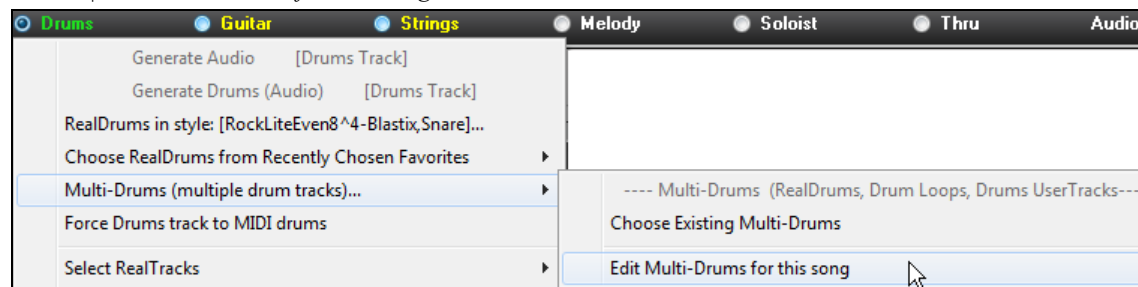 Drums Guitar Strings Melody Soloist Thru Audio
Generate Audio [Drums Track]
Generate Drums (Audio) [Drums Track]
RealDrums in style: [RockLiteEven8^4-Blastix,Snare]...
Choose RealDrums from Recently Chosen Favorites
Multi-Drums (multiple drum tracks)...
---- Multi-Drums (RealDrums, Drum Loops, Drums UserTracks---
Force Drums track to MIDI drums
Choose Existing Multi-Drums
Select RealTracks
Edit Multi-Drums for this song